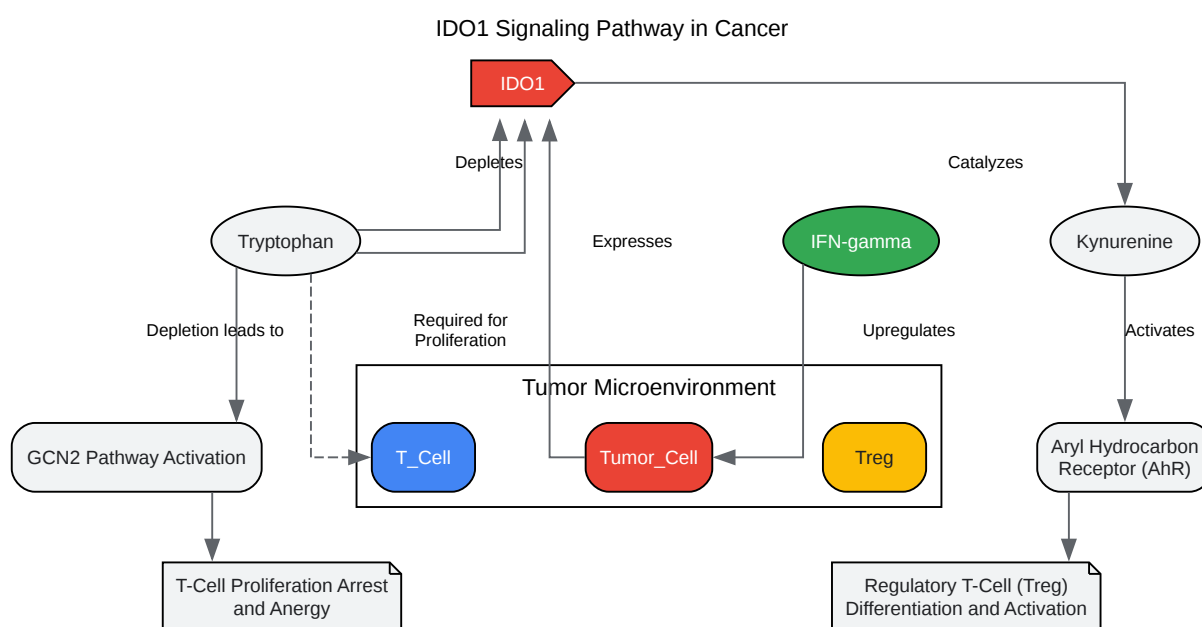 IDO1 Signaling Pathway in Cancer
IDO1
Depletes
Catalyzes
Tryptophan
Expresses
IFN-gamma
Kynurenine
Depletion leads to
Required for
Proliferation
Upregulates
Activates
Tumor Microenvironment
GCN2 Pathway Activation
T_Cell
Tumor_Cell
Treg
Aryl Hydrocarbon
Receptor (AhR)
T-Cell Proliferation Arrest
and Anergy
Regulatory T-Cell (Treg)
Differentiation and Activation